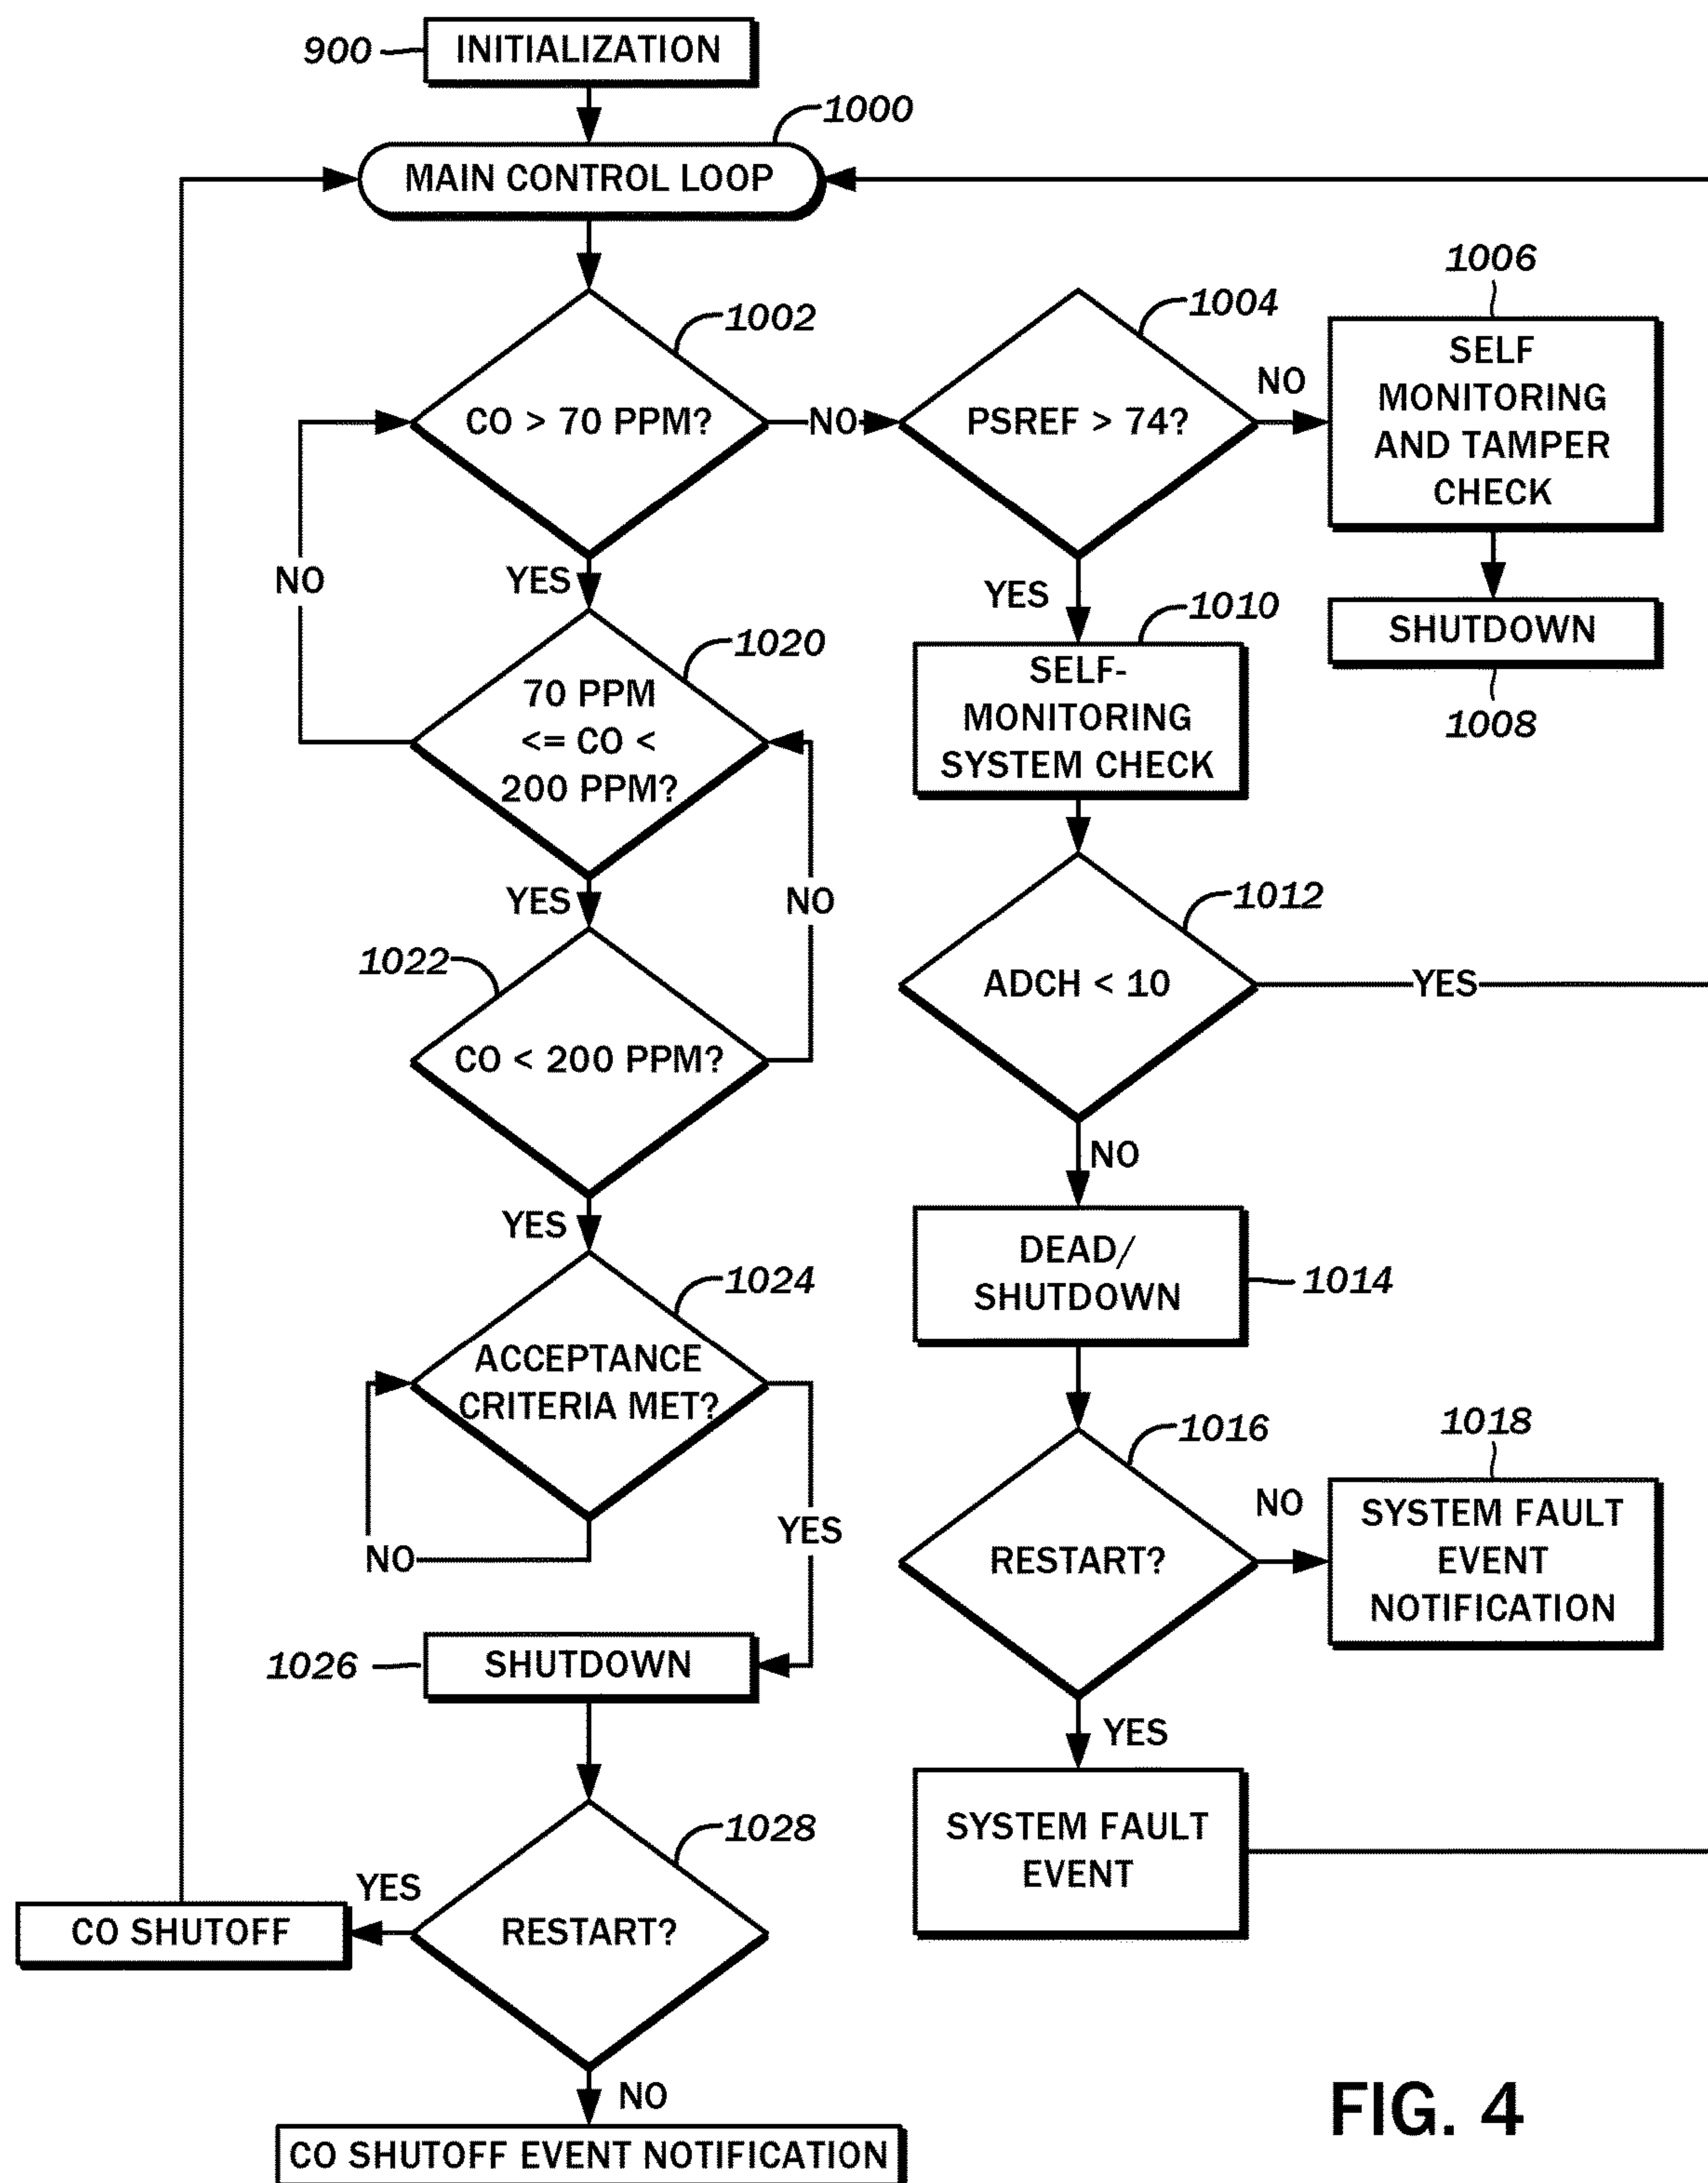 900
INITIALIZATION
1000
MAIN CONTROL LOOP
1002
CO > 70 PPM?
NO
YES
1004
PSREF > 74?
NO
YES
1006
SELF
MONITORING
AND TAMPER
CHECK
SHUTDOWN
1008
NO
1020
70 PPM
<= CO <
200 PPM?
YES
NO
1010
SELF-
MONITORING
SYSTEM CHECK
1012
ADCH < 10
YES
NO
1022
CO < 200 PPM?
YES
1024
ACCEPTANCE
CRITERIA MET?
NO
YES
DEAD/
SHUTDOWN
1014
1016
RESTART?
NO
YES
1018
SYSTEM FAULT
EVENT
NOTIFICATION
1026
SHUTDOWN
SYSTEM FAULT
EVENT
1028
RESTART?
YES
CO SHUTOFF
NO
CO SHUTOFF EVENT NOTIFICATION
FIG. 4